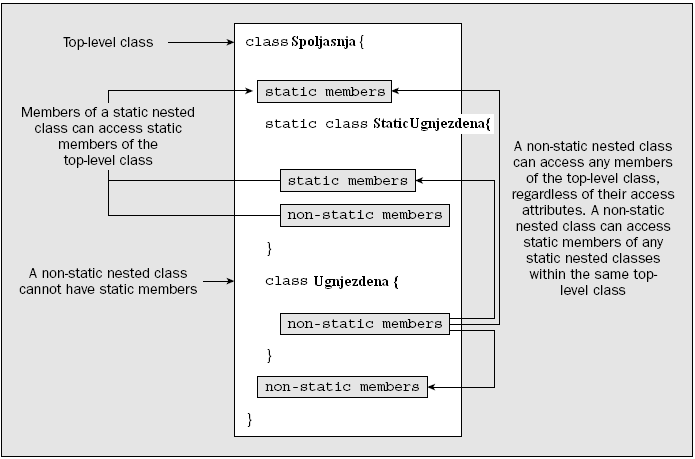 Top-level class
class Spoljasnja {
static members
Members of a static nested
class can access static
members of the
top-level class
static class StaticUgnjezdena{
static members
non-static members
}
A non-static nested class
cannot have static members
class Ugnjezdena {
non-static members
}
non-static members
}
A non-static nested class
can access any members
of the top-level class,
regardless of their access
attributes. A non-static
nested class can access
static members of any
static nested classes
within the same top-
level class